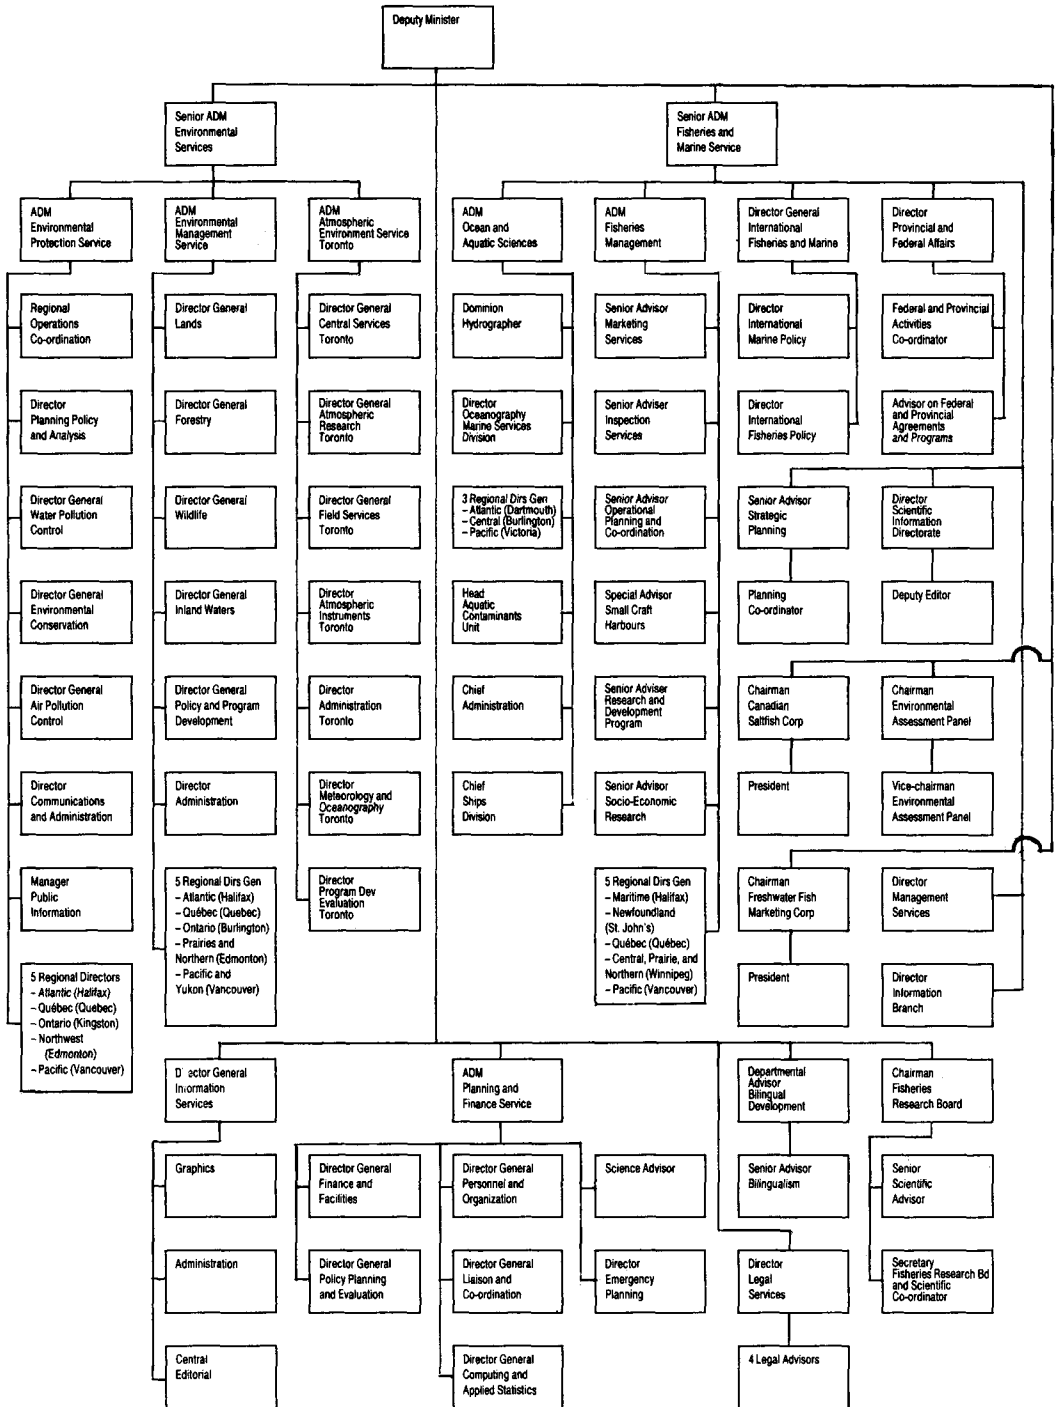 Deputy Minister
Senior ADM
Environmental
Services
Senior ADM
Fisheries and
Marine Service
ADM
Environmental
Protection Service
ADM
Environmental
Management
Service
ADM
Atmospheric
Environment Service
Toronto
ADM
Ocean and
Aquatic Sciences
ADM
Fisheries
Management
Director General
International
Fisheries and Marine
Director
Provincial and
Federal Affairs
Regional
Operations
Co-ordination
Director General
Lands
Director General
Central Services
Toronto
Dominion
Hydrographer
Senior Advisor
Marketing
Services
Director
International
Marine Policy
Federal and Provincial
Activities
Co-ordinator
Director
Planning Policy
and Analysis
Director General
Forestry
Director General
Atmospheric
Research
Toronto
Director
Oceanography
Marine Services
Division
Senior Adviser
Inspection
Services
Director
International
Fisheries Policy
Advisor on Federal
and Provincial
Agreements
and Programs
Director General
Water Pollution
Control
Director General
Wildlife
Director General
Field Services
Toronto
3 Regional Dirs Gen
– Atlantic (Dartmouth)
– Central (Burlington)
– Pacific (Victoria)
Senior Advisor
Operational
Planning and
Co-ordination
Senior Advisor
Strategic
Planning
Director
Scientific
Information
Directorate
Director General
Environmental
Conservation
Director General
Inland Waters
Director
Atmospheric
Instruments
Toronto
Head
Aquatic
Contaminants
Unit
Special Advisor
Small Craft
Harbours
Planning
Co-ordinator
Deputy Editor
Director General
Air Pollution
Control
Director General
Policy and Program
Development
Director
Administration
Toronto
Chief
Administration
Senior Adviser
Research and
Development
Program
Chairman
Canadian
Saltfish Corp
Chairman
Environmental
Assessment Panel
Director
Communications
and Administration
Director
Administration
Director
Meteorology and
Oceanography
Toronto
Chief
Ships
Division
Senior Advisor
Socio-Economic
Research
President
Vice-chairman
Environmental
Assessment Panel
Manager
Public
Information
5 Regional Dirs Gen
– Atlantic (Halifax)
– Québec (Quebec)
– Ontario (Burlington)
– Prairies and
Northern (Edmonton)
– Pacific and
Yukon (Vancouver)
Director
Program Dev
Evaluation
Toronto
5 Regional Dirs Gen
– Maritime (Halifax)
– Newfoundland
(St. John's)
– Québec (Québec)
– Central, Prairie, and
Northern (Winnipeg)
– Pacific (Vancouver)
Chairman
Freshwater Fish
Marketing Corp
Director
Management
Services
5 Regional Directors
– Atlantic (Halifax)
– Québec (Quebec)
– Ontario (Kingston)
– Northwest
(Edmonton)
– Pacific (Vancouver)
President
Director
Information
Branch
Director General
Information
Services
ADM
Planning and
Finance Service
Departmental
Advisor
Bilingual
Development
Chairman
Fisheries
Research Board
Graphics
Director General
Finance and
Facilities
Director General
Personnel and
Organization
Science Advisor
Senior Advisor
Bilingualism
Senior
Scientific
Advisor
Administration
Director General
Policy Planning
and Evaluation
Director General
Liaison and
Co-ordination
Director
Emergency
Planning
Director
Legal
Services
Secretary
Fisheries Research Bd
and Scientific
Co-ordinator
Central
Editorial
Director General
Computing and
Applied Statistics
4 Legal Advisors